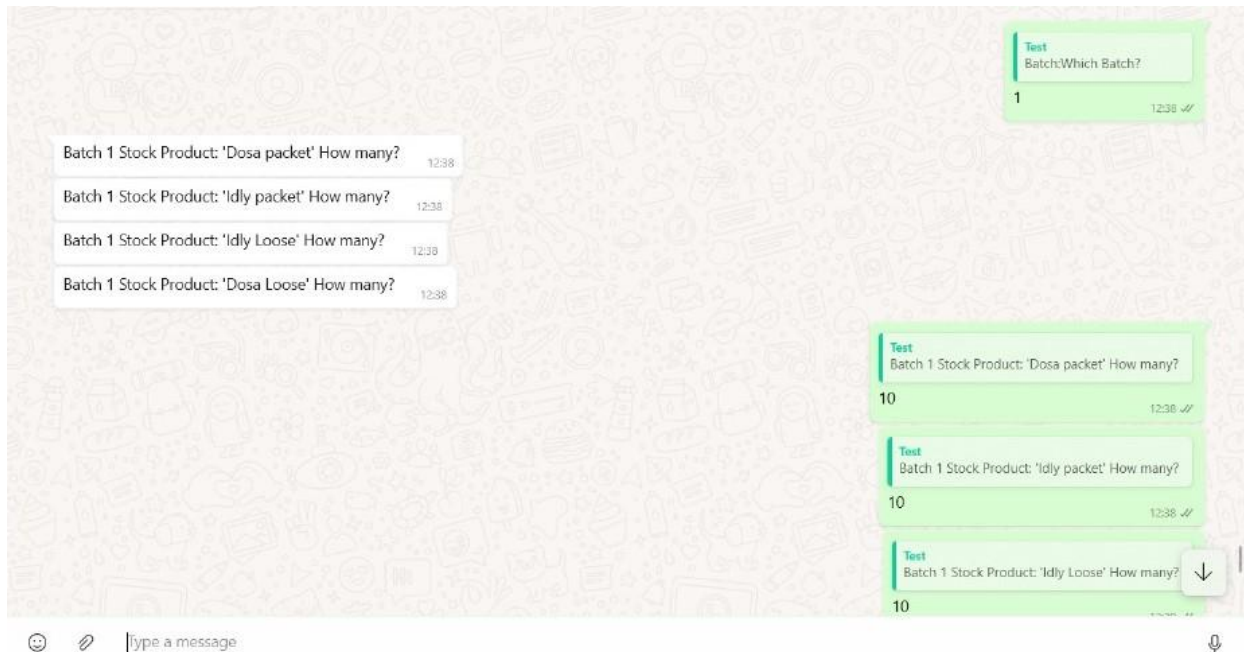 Test
Batch:Which Batch?
1
12:38
Batch 1 Stock Product: 'Dosa packet' How many?
12:38
Batch 1 Stock Product: 'Idly packet' How many?
12:38
Batch 1 Stock Product: 'Idly Loose' How many?
12:38
Batch 1 Stock Product: 'Dosa Loose' How many?
12:38
Test
Batch 1 Stock Product: 'Dosa packet' How many?
10
12:38
Test
Batch 1 Stock Product: 'Idly packet' How many?
10
12:38
Test
Batch 1 Stock Product: 'Idly Loose' How many?
10
Type a message